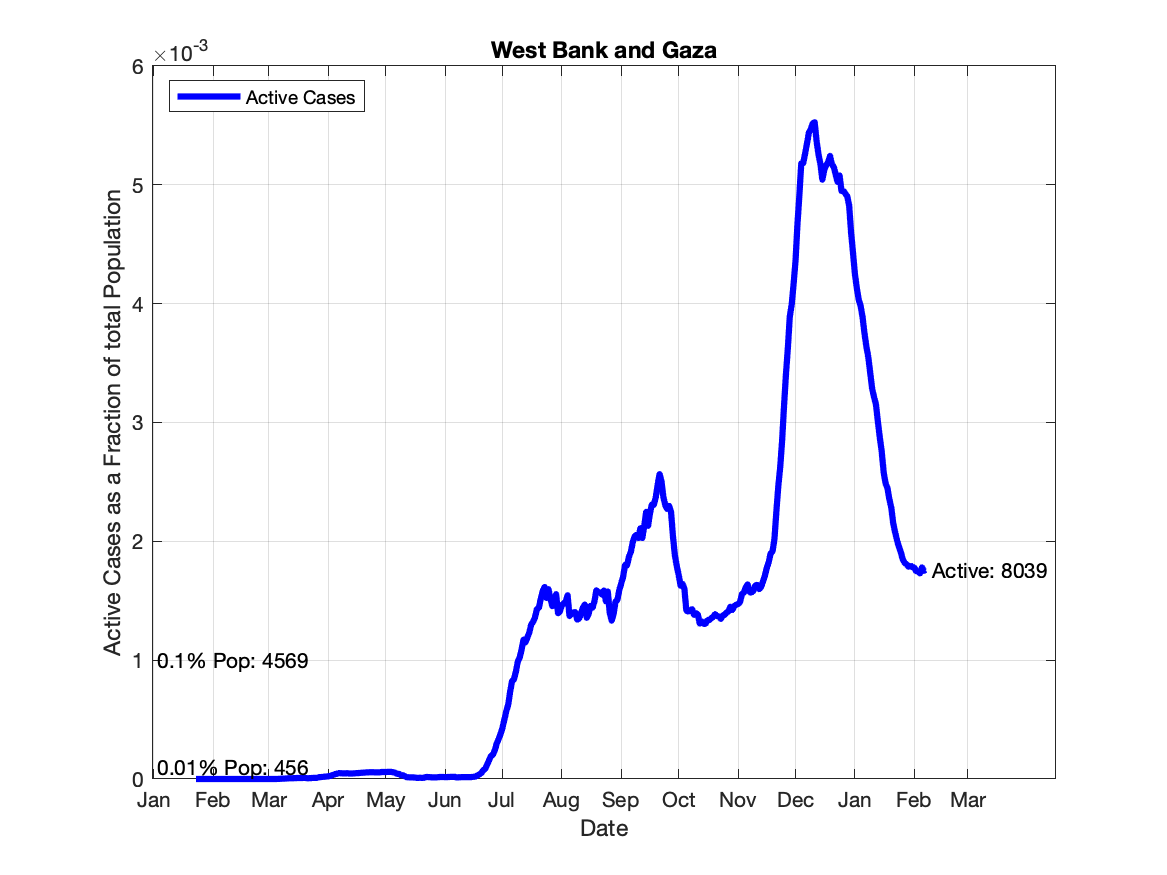 West Bank and Gaza
×10-3
Active Cases
6
5
4
3
2
1
0
Active Cases as a Fraction of total Population
0.1% Pop: 4569
0.01% Pop: 456
Active: 8039
Jan Feb Mar Apr May Jun Jul Aug Sep Oct Nov Dec Jan Feb Mar
Date